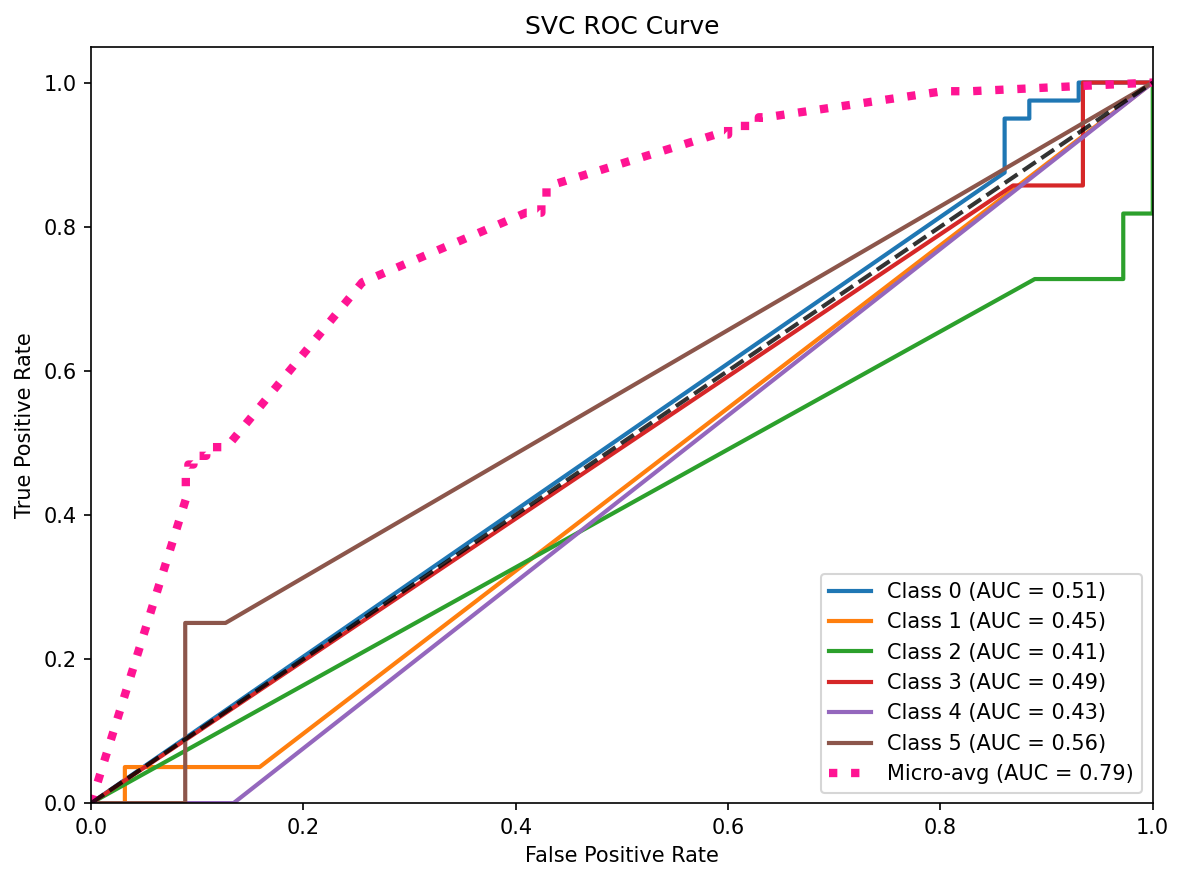 SVC ROC Curve
True Positive Rate
1.0
0.8
0.6
0.4
0.2
0.0
0.0 0.2 0.4 0.6 0.8 1.0
False Positive Rate
Class 0 (AUC = 0.51)
Class 1 (AUC = 0.45)
Class 2 (AUC = 0.41)
Class 3 (AUC = 0.49)
Class 4 (AUC = 0.43)
Class 5 (AUC = 0.56)
Micro-avg (AUC = 0.79)